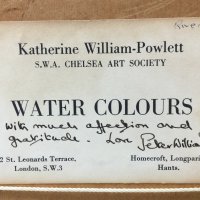 Katherine William-Powlett
S.W.A. CHELSEA ART SOCIETY
WATER COLOURS
With much affection and
gratitude. Peter William
2 St. Leonards Terrace,
London, S.W.3
Homecroft, Longpari
Hants.